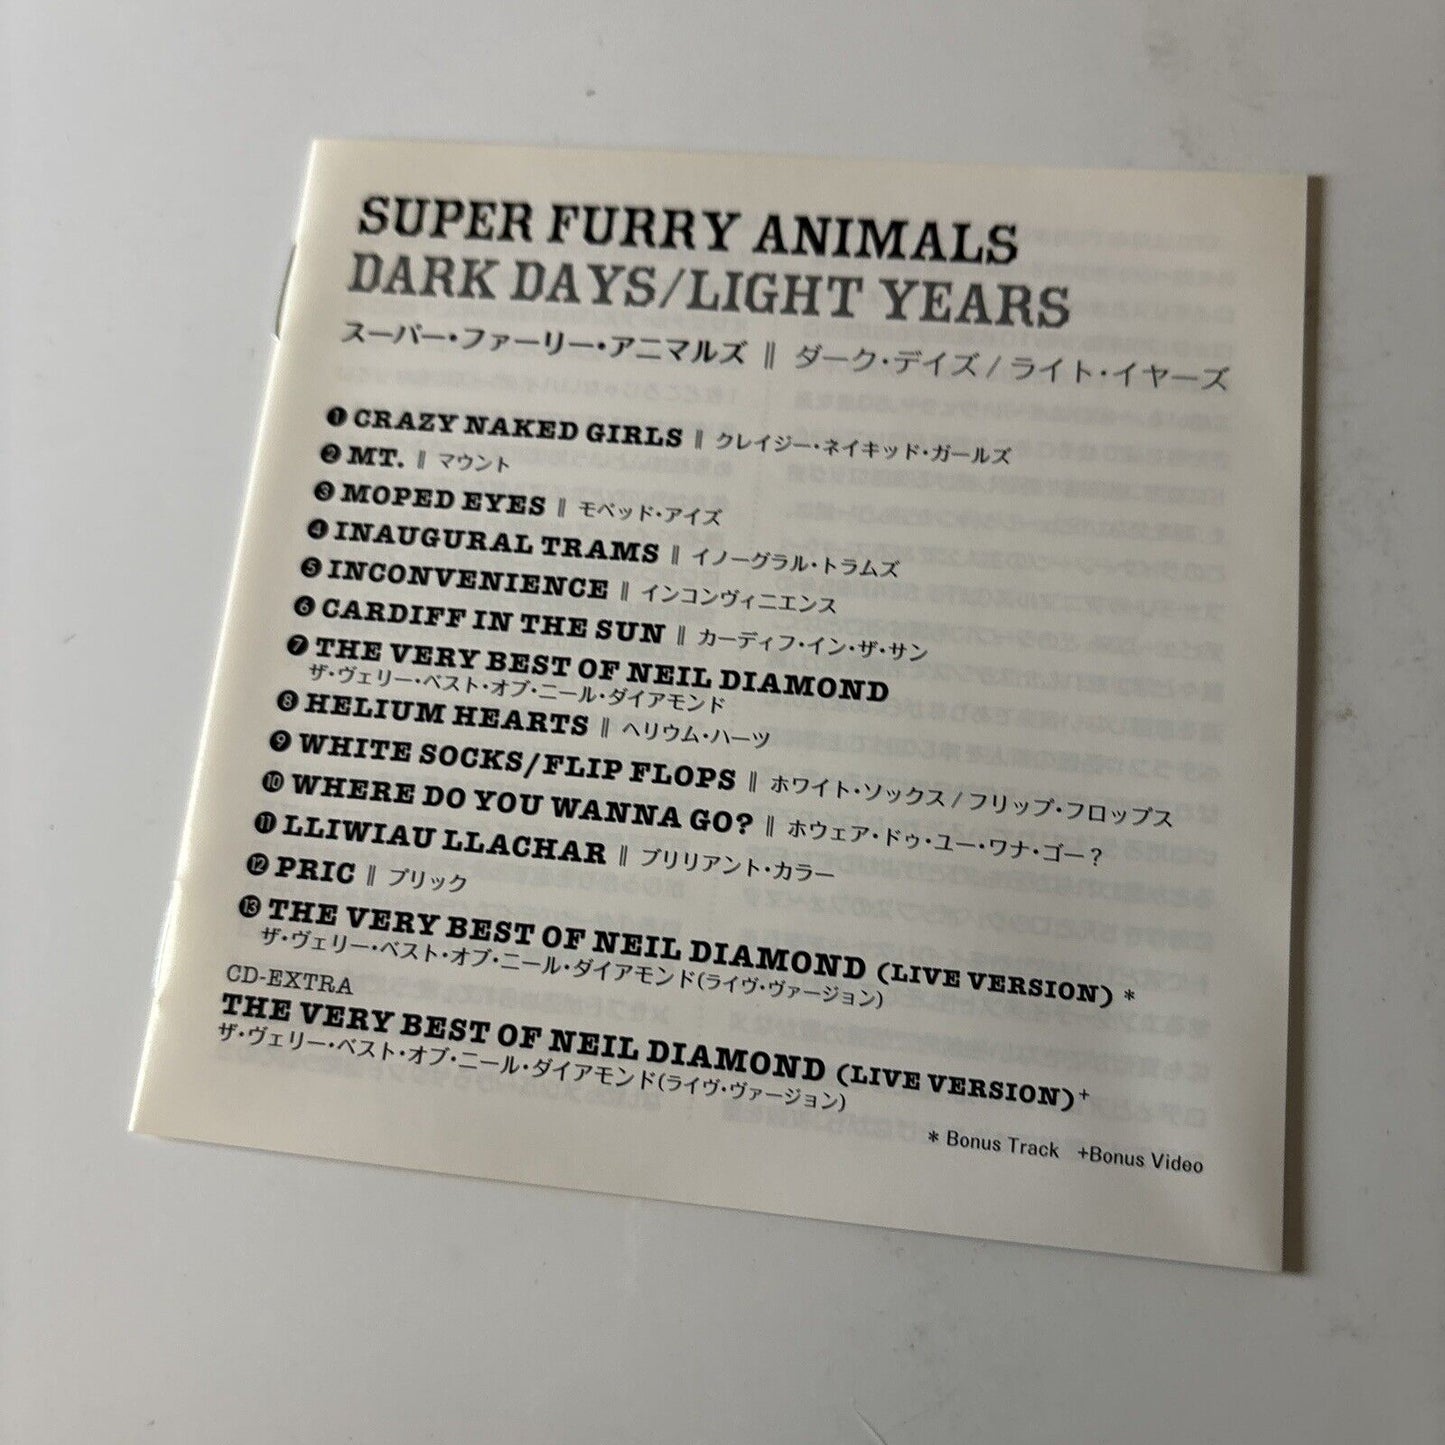 SUPER FURRY ANIMALS
DARK DAYS/LIGHT YEARS
スーパー・ファーリー・アニマルズ || ダーク・デイズ / ライト・イヤーズ
❶ CRAZY NAKED GIRLS || クレイジー・ネイキッド・ガールズ
❷ MT. || マウント
❸ MOPED EYES || モペッド・アイズ
❹ INAUGURAL TRAMS || イノーグラル・トラムズ
❺ INCONVENIENCE || インコンヴィニエンス
❻ CARDIFF IN THE SUN || カーディフ・イン・ザ・サン
❼ THE VERY BEST OF NEIL DIAMOND
ザ・ヴェリー・ベスト・オブ・ニール・ダイアモンド
❽ HELIUM HEARTS || ヘリウム・ハーツ
❾ WHITE SOCKS/FLIP FLOPS || ホワイト・ソックス / フリップ・フロップス
❿ WHERE DO YOU WANNA GO? || ホウェア・ドゥ・ユー・ワナ・ゴー？
⓫ LLIWIAU LLACHAR || ブリリアント・カラー
⓬ PRIC || ブリック
⓭ THE VERY BEST OF NEIL DIAMOND (LIVE VERSION) *
ザ・ヴェリー・ベスト・オブ・ニール・ダイアモンド(ライヴ・ヴァージョン)
CD-EXTRA
THE VERY BEST OF NEIL DIAMOND (LIVE VERSION)+
ザ・ヴェリー・ベスト・オブ・ニール・ダイアモンド(ライヴ・ヴァージョン)
* Bonus Track +Bonus Video